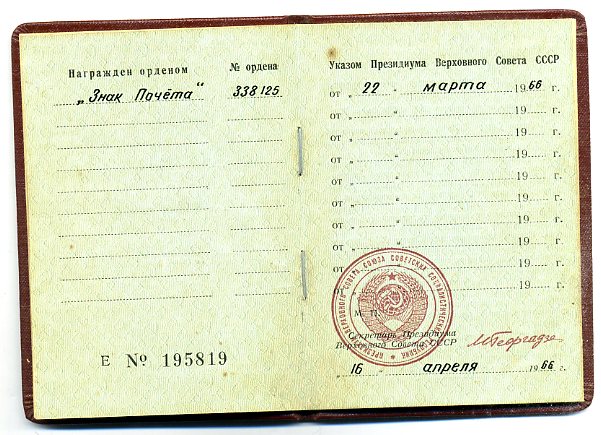 Награжден орденом
№ ордена
„Знак Почёта“
338125
Е № 195819
Указом Президиума Верховного Совета СССР
от „ 22 “ марта 1966 г.
от „ “ 19 г.
от „ “ 19 г.
от „ “ 19 г.
от „ “ 19 г.
от „ “ 19 г.
от „ “ 19 г.
от „ “ 19 г.
от „ 19 г.
от „ 19 г.
М. П.
Секретарь Президиума
Верховного Совета СССР
МГеоргадзе
„16 “ апреля 1966 г.